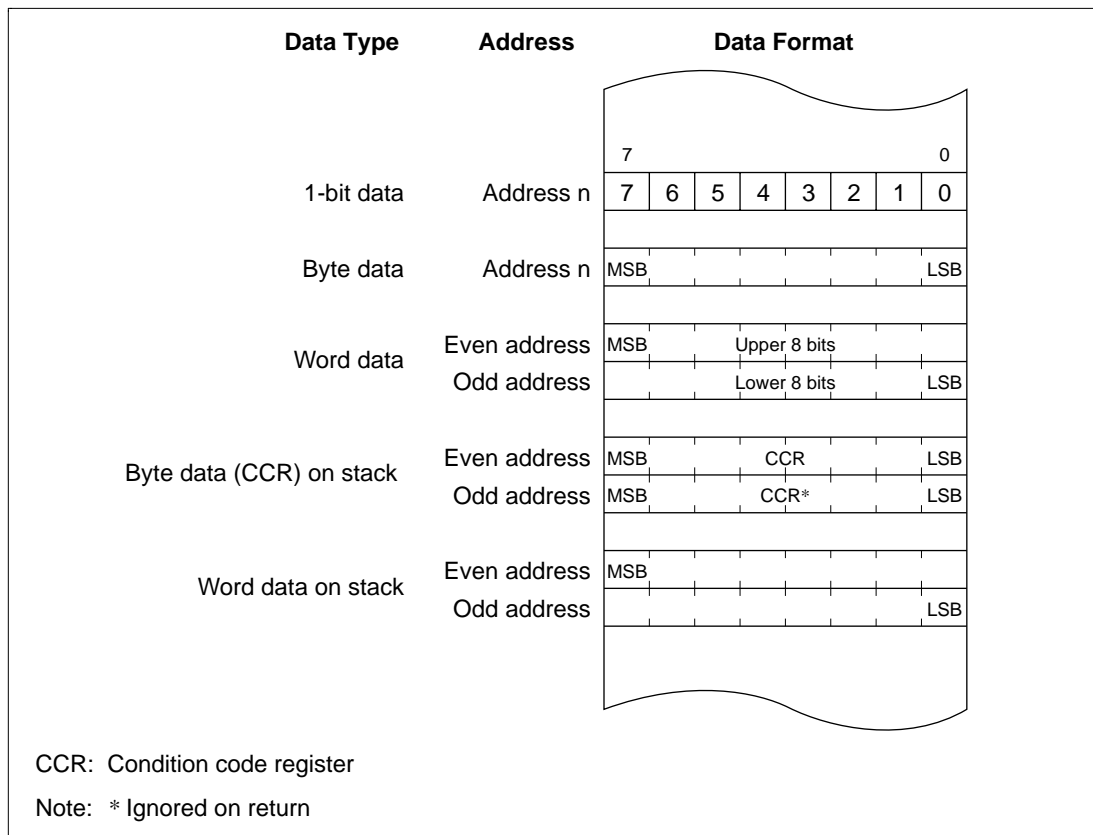 Data Type Address Data Format
7 0
1-bit data Address n 7 6 5 4 3 2 1 0
Byte data Address n MSB LSB
Word data
Even address MSB Upper 8 bits
Odd address Lower 8 bits LSB
Byte data (CCR) on stack
Even address MSB CCR LSB
Odd address MSB CCR* LSB
Word data on stack
Even address MSB
Odd address LSB
CCR: Condition code register
Note: * Ignored on return